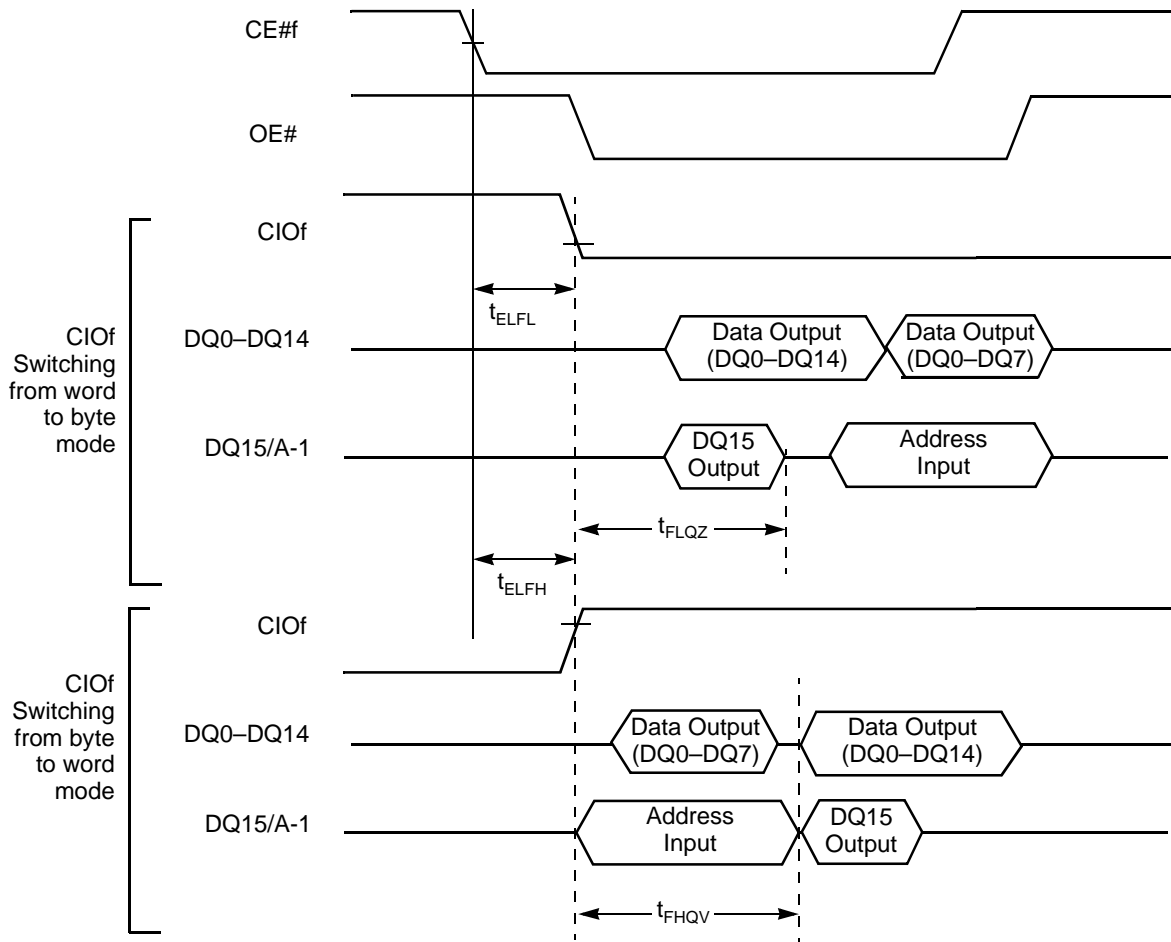 CE#f
OE#
CIOf
tELFL
CIOf
Switching
from word
to byte
mode
DQ0–DQ14
Data Output
(DQ0–DQ14)
Data Output
(DQ0–DQ7)
DQ15/A-1
DQ15
Output
Address
Input
tFLQZ
tELFH
CIOf
CIOf
Switching
from byte
to word
mode
DQ0–DQ14
Data Output
(DQ0–DQ7)
Data Output
(DQ0–DQ14)
DQ15/A-1
Address
Input
DQ15
Output
tFHQV